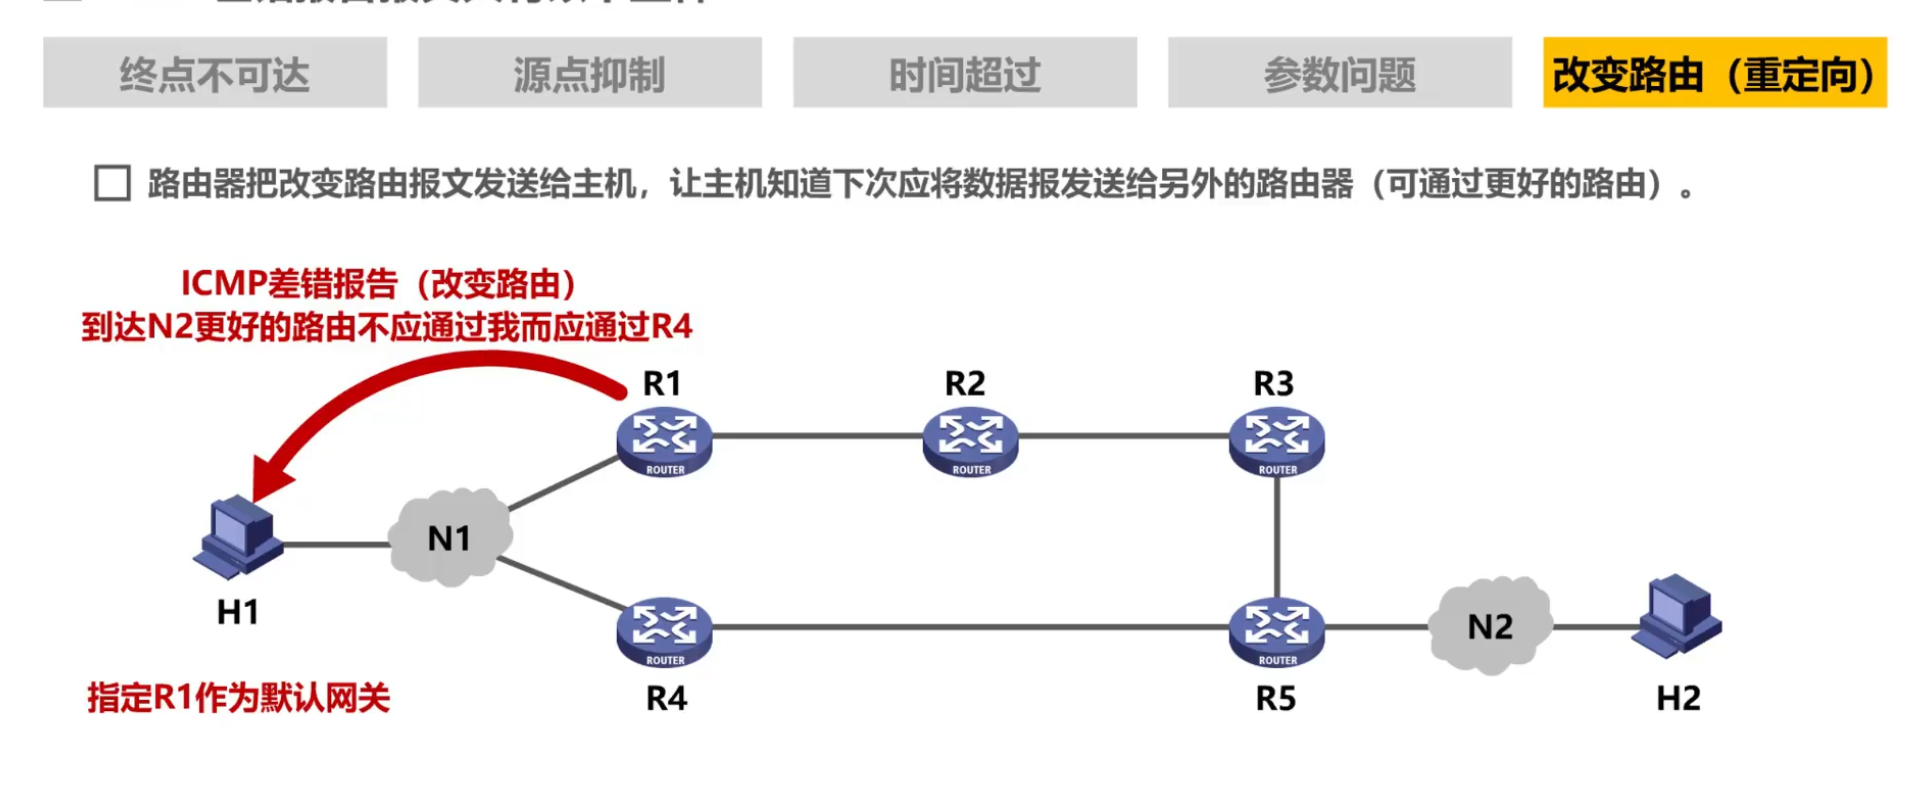 终点不可达
源点抑制
时间超过
参数问题
改变路由（重定向）
路由器把改变路由报文发送给主机，让主机知道下次应将数据报发送给另外的路由器（可通过更好的路由）。
ICMP差错报告（改变路由）
到达N2更好的路由不应通过我而应通过R4
R1
R2
R3
ROUTER
ROUTER
ROUTER
N1
H1
ROUTER
ROUTER
N2
指定R1作为默认网关
R4
R5
H2